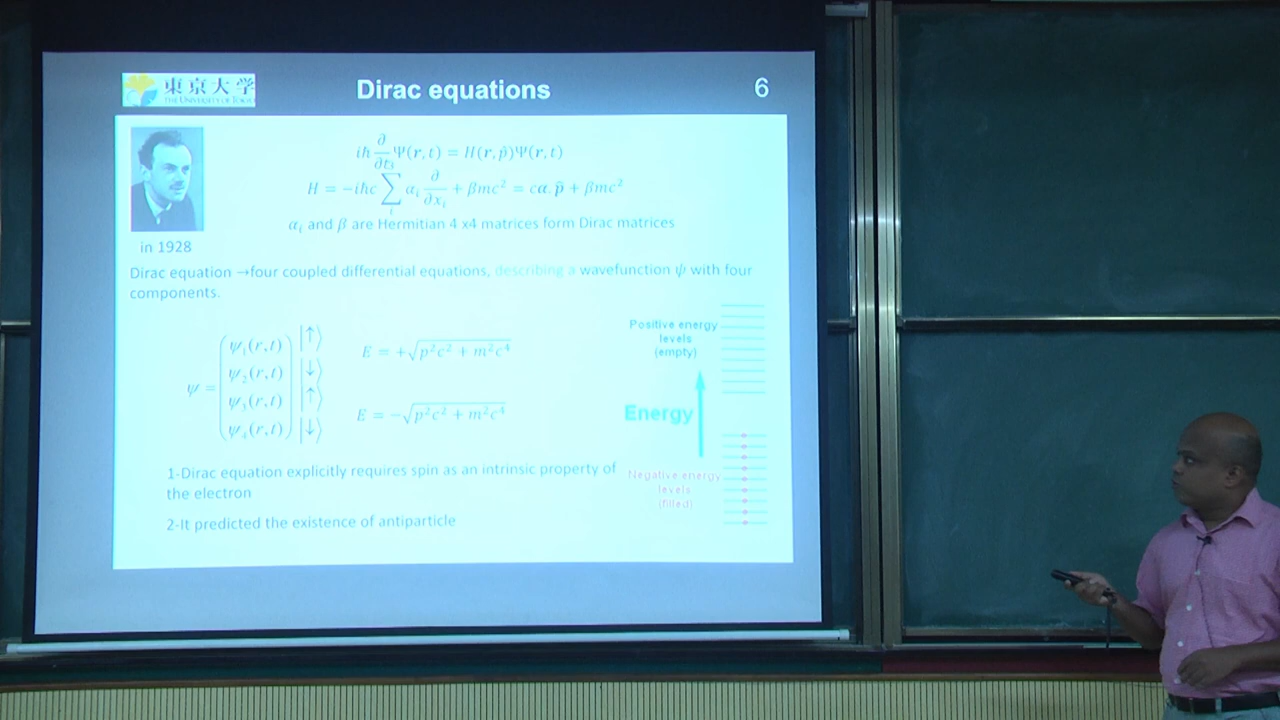 東京大学
THE UNIVERSITY OF TOKYO
Dirac equations
6
iħ ∂/∂t Ψ(r, t) = H(r, p̂)Ψ(r, t)
H = −iħc ∑ᵢ αᵢ ∂/∂xᵢ + βmc² = cα. p̂ + βmc²
αᵢ and β are Hermitian 4 x4 matrices form Dirac matrices
in 1928
Dirac equation →four coupled differential equations, describing a wavefunction ψ with four
components.
ψ = (ψ₁(r,t) ψ₂(r,t) ψ₃(r,t) ψ₄(r,t)) |↑⟩ |↓⟩ |↑⟩ |↓⟩
E = +√(p²c² + m²c⁴)
E = −√(p²c² + m²c⁴)
Positive energy
levels
(empty)
Energy
Negative energy
levels
(filled)
1-Dirac equation explicitly requires spin as an intrinsic property of
the electron
2-It predicted the existence of antiparticle